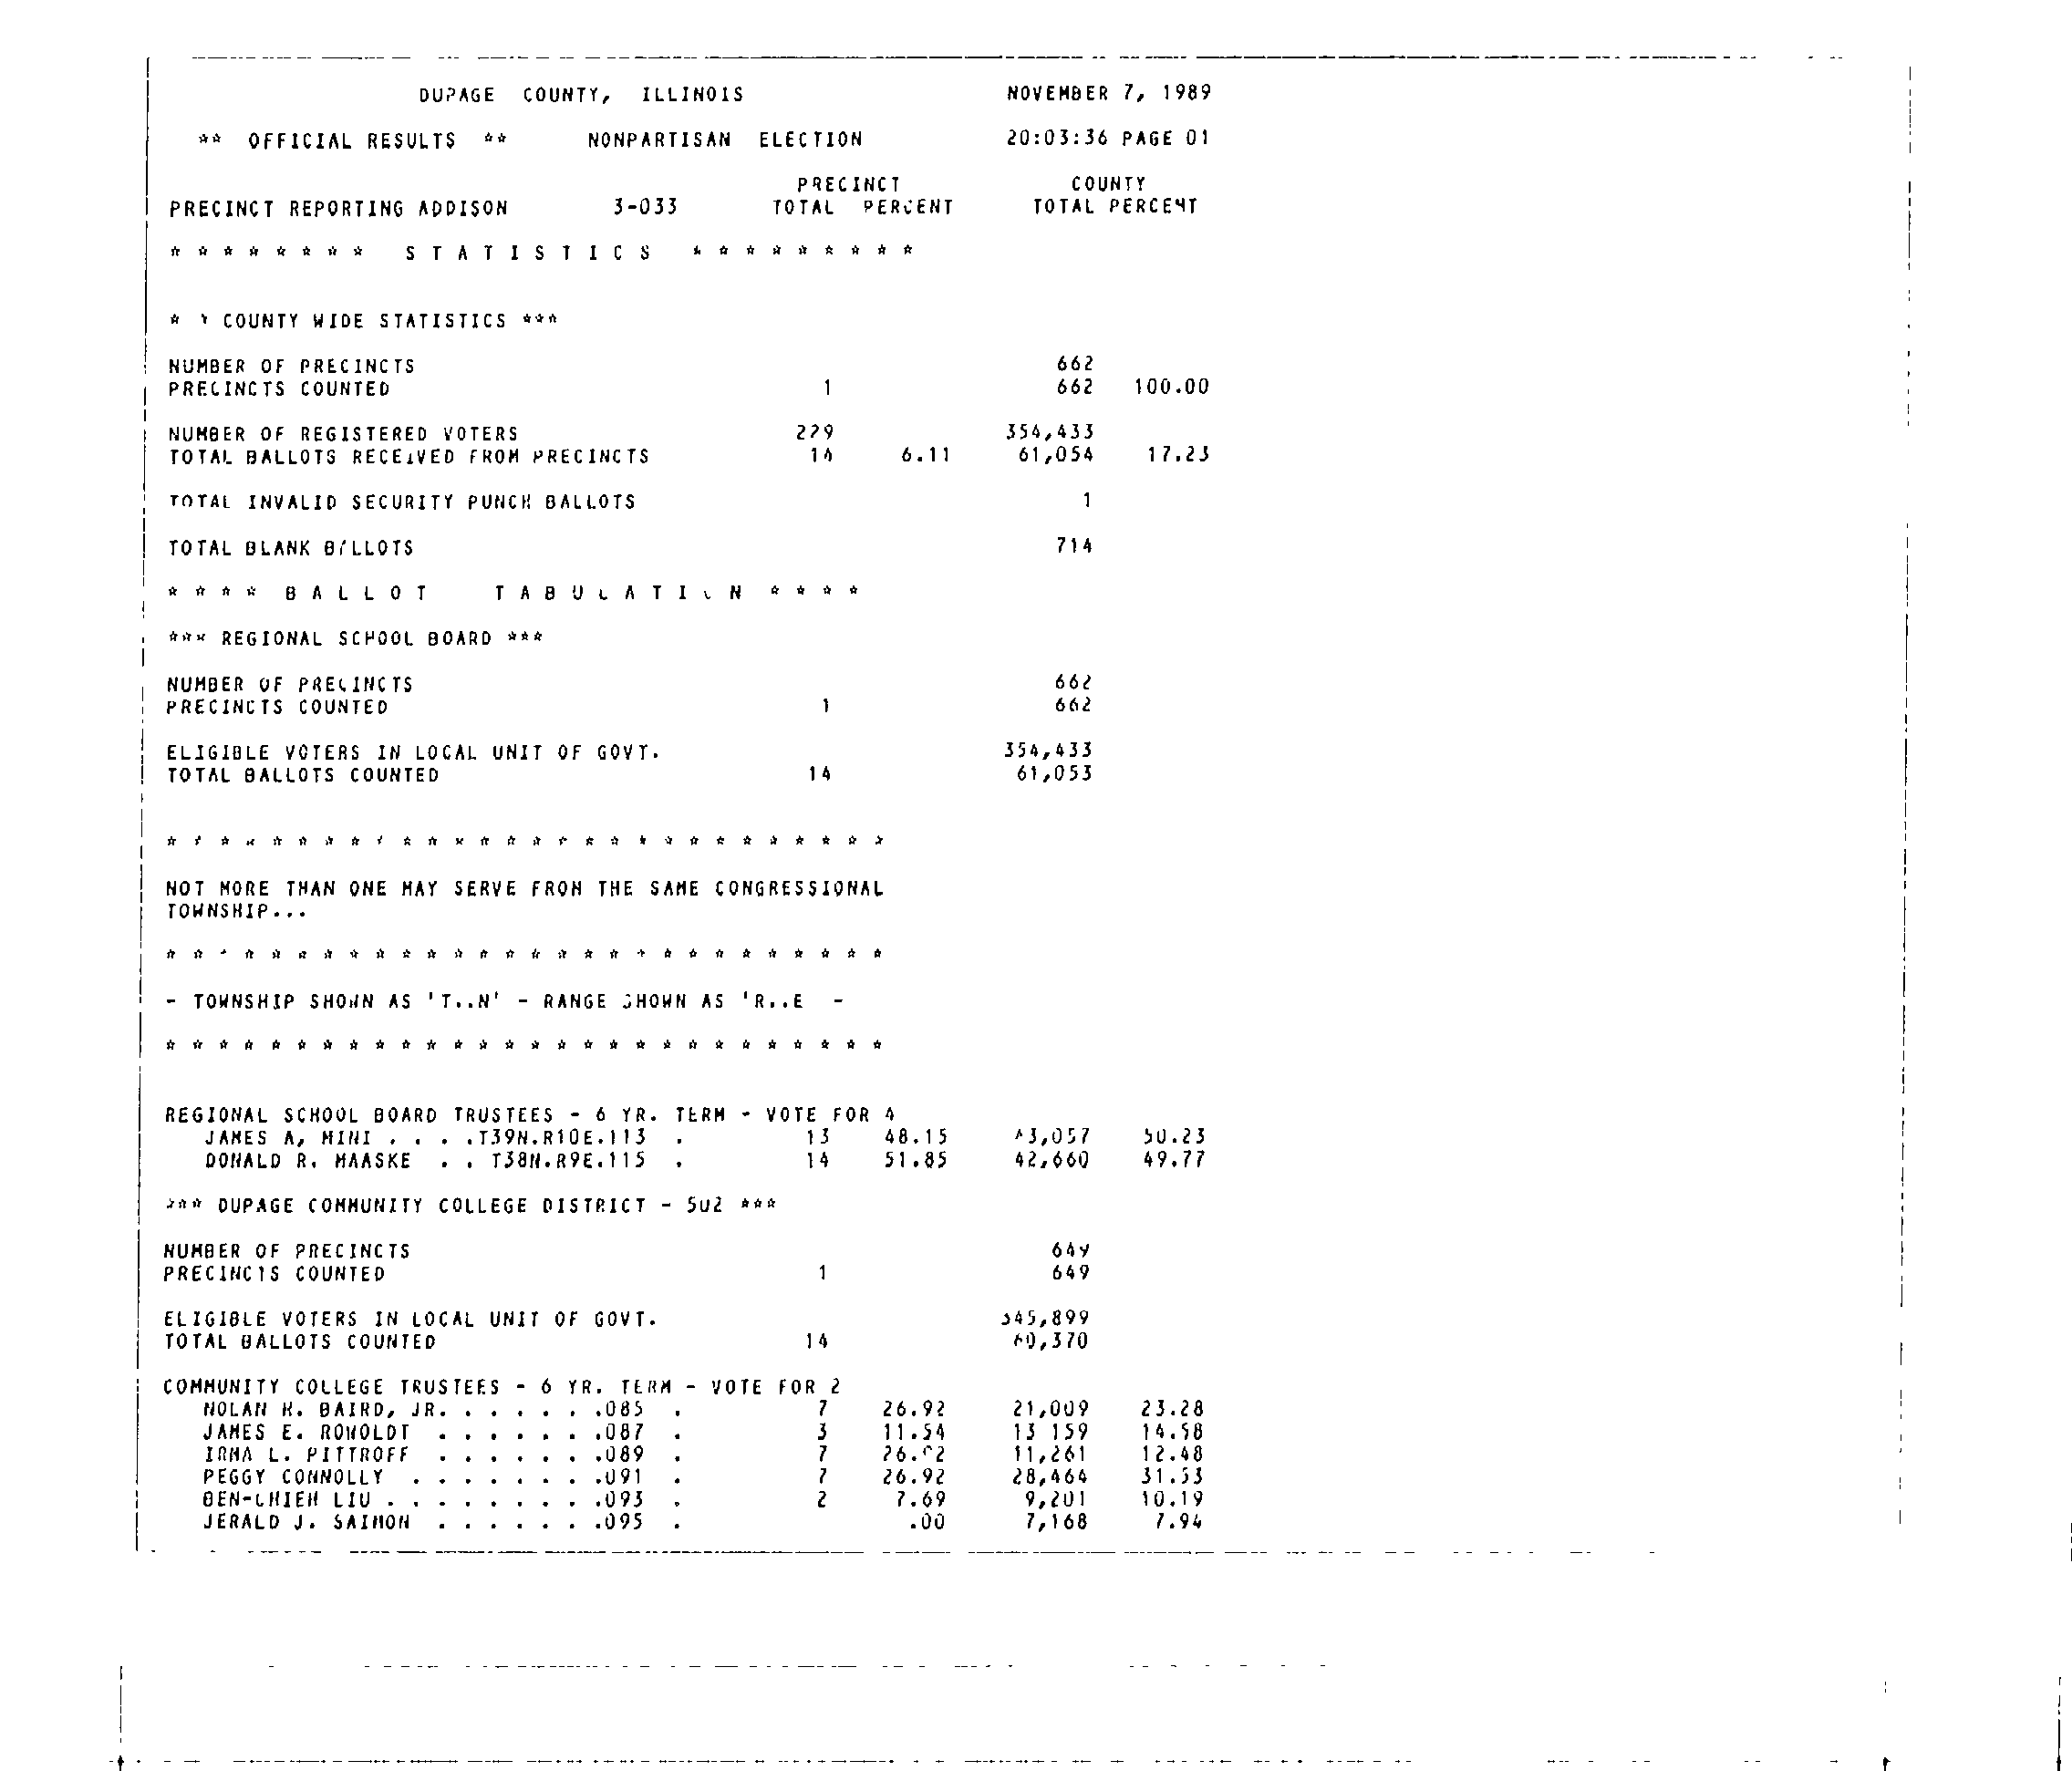 DUPAGE COUNTY, ILLINOIS NOVEMBER 7, 1989
** OFFICIAL RESULTS ** NONPARTISAN ELECTION 20:03:36 PAGE 01
PRECINCT COUNTY
PRECINCT REPORTING ADDISON 3-033 TOTAL PERCENT TOTAL PERCENT
* * * * * * * * S T A T I S T I C S * * * * * * * * *
* * COUNTY WIDE STATISTICS ***
NUMBER OF PRECINCTS 662
PRECINCTS COUNTED 1 662 100.00
NUMBER OF REGISTERED VOTERS 229 354,433
TOTAL BALLOTS RECEIVED FROM PRECINCTS 14 6.11 61,054 17.23
TOTAL INVALID SECURITY PUNCH BALLOTS 1
TOTAL BLANK BALLOTS 714
* * * * B A L L O T T A B U L A T I O N * * * *
*** REGIONAL SCHOOL BOARD ***
NUMBER OF PRECINCTS 662
PRECINCTS COUNTED 1 662
ELIGIBLE VOTERS IN LOCAL UNIT OF GOVT. 354,433
TOTAL BALLOTS COUNTED 14 61,053
* * * * * * * * * * * * * * * * * * * * * * * * * * * *
NOT MORE THAN ONE MAY SERVE FROM THE SAME CONGRESSIONAL
TOWNSHIP...
* * * * * * * * * * * * * * * * * * * * * * * * * * * *
- TOWNSHIP SHOWN AS 'T..N' - RANGE SHOWN AS 'R..E -
* * * * * * * * * * * * * * * * * * * * * * * * * * * *
REGIONAL SCHOOL BOARD TRUSTEES - 6 YR. TERM - VOTE FOR 4
JAMES A, MINI . . . .T39N.R10E.113 . 13 48.15 43,057 50.23
DONALD R. MAASKE . . T38N.R9E.115 . 14 51.85 42,660 49.77
*** DUPAGE COMMUNITY COLLEGE DISTRICT - 502 ***
NUMBER OF PRECINCTS 649
PRECINCTS COUNTED 1 649
ELIGIBLE VOTERS IN LOCAL UNIT OF GOVT. 345,899
TOTAL BALLOTS COUNTED 14 60,370
COMMUNITY COLLEGE TRUSTEES - 6 YR. TERM - VOTE FOR 2
NOLAN H. BAIRD, JR. . . . . . .085 . 7 26.92 21,009 23.28
JAMES E. ROWOLDT . . . . . . .087 . 3 11.54 13 159 14.58
IRMA L. PITTROFF . . . . . . .089 . 7 26.92 11,261 12.48
PEGGY CONNOLLY . . . . . . . .091 . 7 26.92 28,464 31.53
BEN-CHIEH LIU . . . . . . . . .093 . 2 7.69 9,201 10.19
JERALD J. SAIMON . . . . . . .095 . .00 7,168 7.94